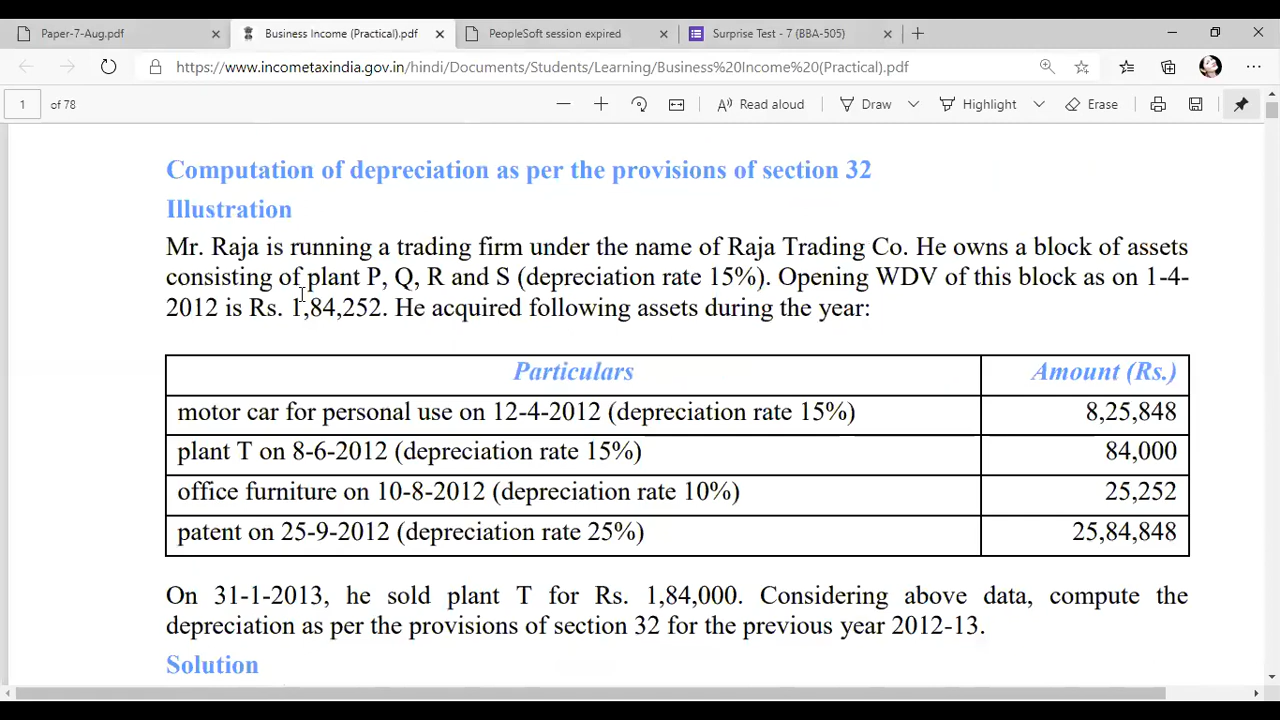 Paper-7-Aug.pdf
Business Income (Practical).pdf
PeopleSoft session expired
Surprise Test - 7 (BBA-505)
https://www.incometaxindia.gov.in/hindi/Documents/Students/Learning/Business%20Income%20(Practical).pdf
1 of 78
Read aloud
Draw
Highlight
Erase
Computation of depreciation as per the provisions of section 32
Illustration
Mr. Raja is running a trading firm under the name of Raja Trading Co. He owns a block of assets
consisting of plant P, Q, R and S (depreciation rate 15%). Opening WDV of this block as on 1-4-
2012 is Rs. 1,84,252. He acquired following assets during the year:
Particulars Amount (Rs.)
motor car for personal use on 12-4-2012 (depreciation rate 15%) 8,25,848
plant T on 8-6-2012 (depreciation rate 15%) 84,000
office furniture on 10-8-2012 (depreciation rate 10%) 25,252
patent on 25-9-2012 (depreciation rate 25%) 25,84,848
On 31-1-2013, he sold plant T for Rs. 1,84,000. Considering above data, compute the
depreciation as per the provisions of section 32 for the previous year 2012-13.
Solution